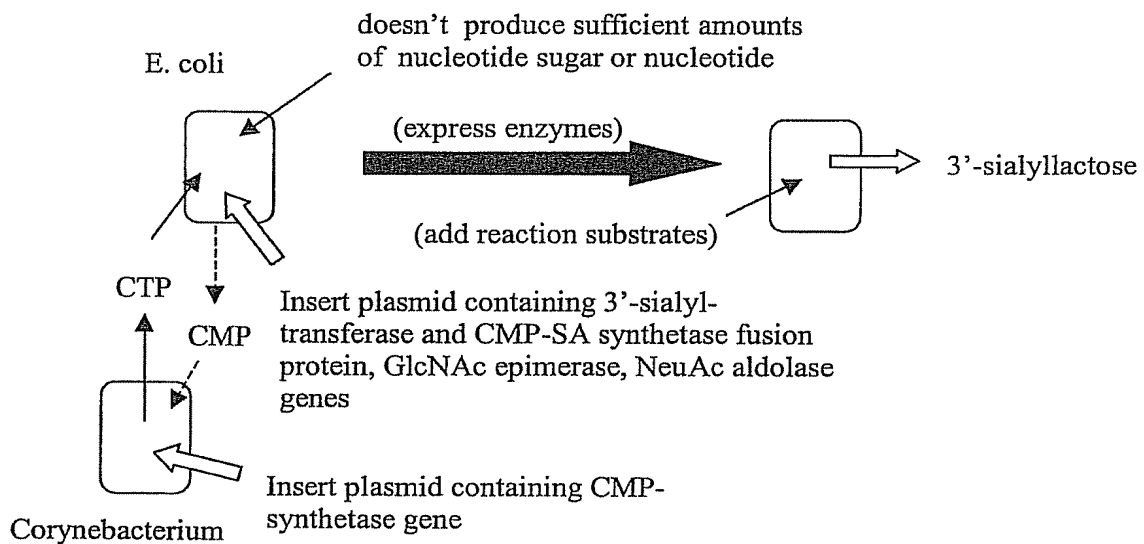 doesn't produce sufficient amounts
of nucleotide sugar or nucleotide
E. coli
(express enzymes)
3'-sialyllactose
(add reaction substrates)
CTP
CMP
Insert plasmid containing 3'-sialyl-
transferase and CMP-SA synthetase fusion
protein, GlcNAc epimerase, NeuAc aldolase
genes
Insert plasmid containing CMP-
synthetase gene
Corynebacterium